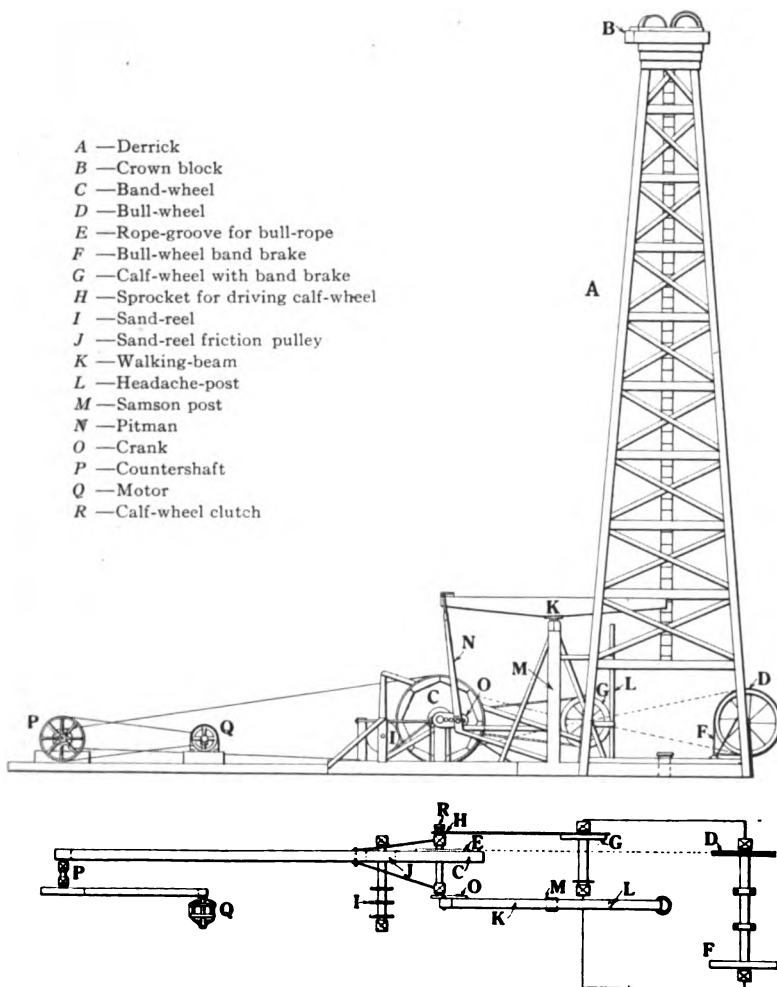 B
A —Derrick
B —Crown block
C —Band-wheel
D —Bull-wheel
E —Rope-groove for bull-rope
F —Bull-wheel band brake
G —Calf-wheel with band brake
H —Sprocket for driving calf-wheel
I —Sand-reel
J —Sand-reel friction pulley
K —Walking-beam
L —Headache-post
M —Samson post
N —Pitman
O —Crank
P —Countershaft
Q —Motor
R —Calf-wheel clutch
A
K
N
M
O
C
G
L
D
P
Q
I
F
R
H
E
G
D
P
J
C
O
M
L
I
K
Q
F